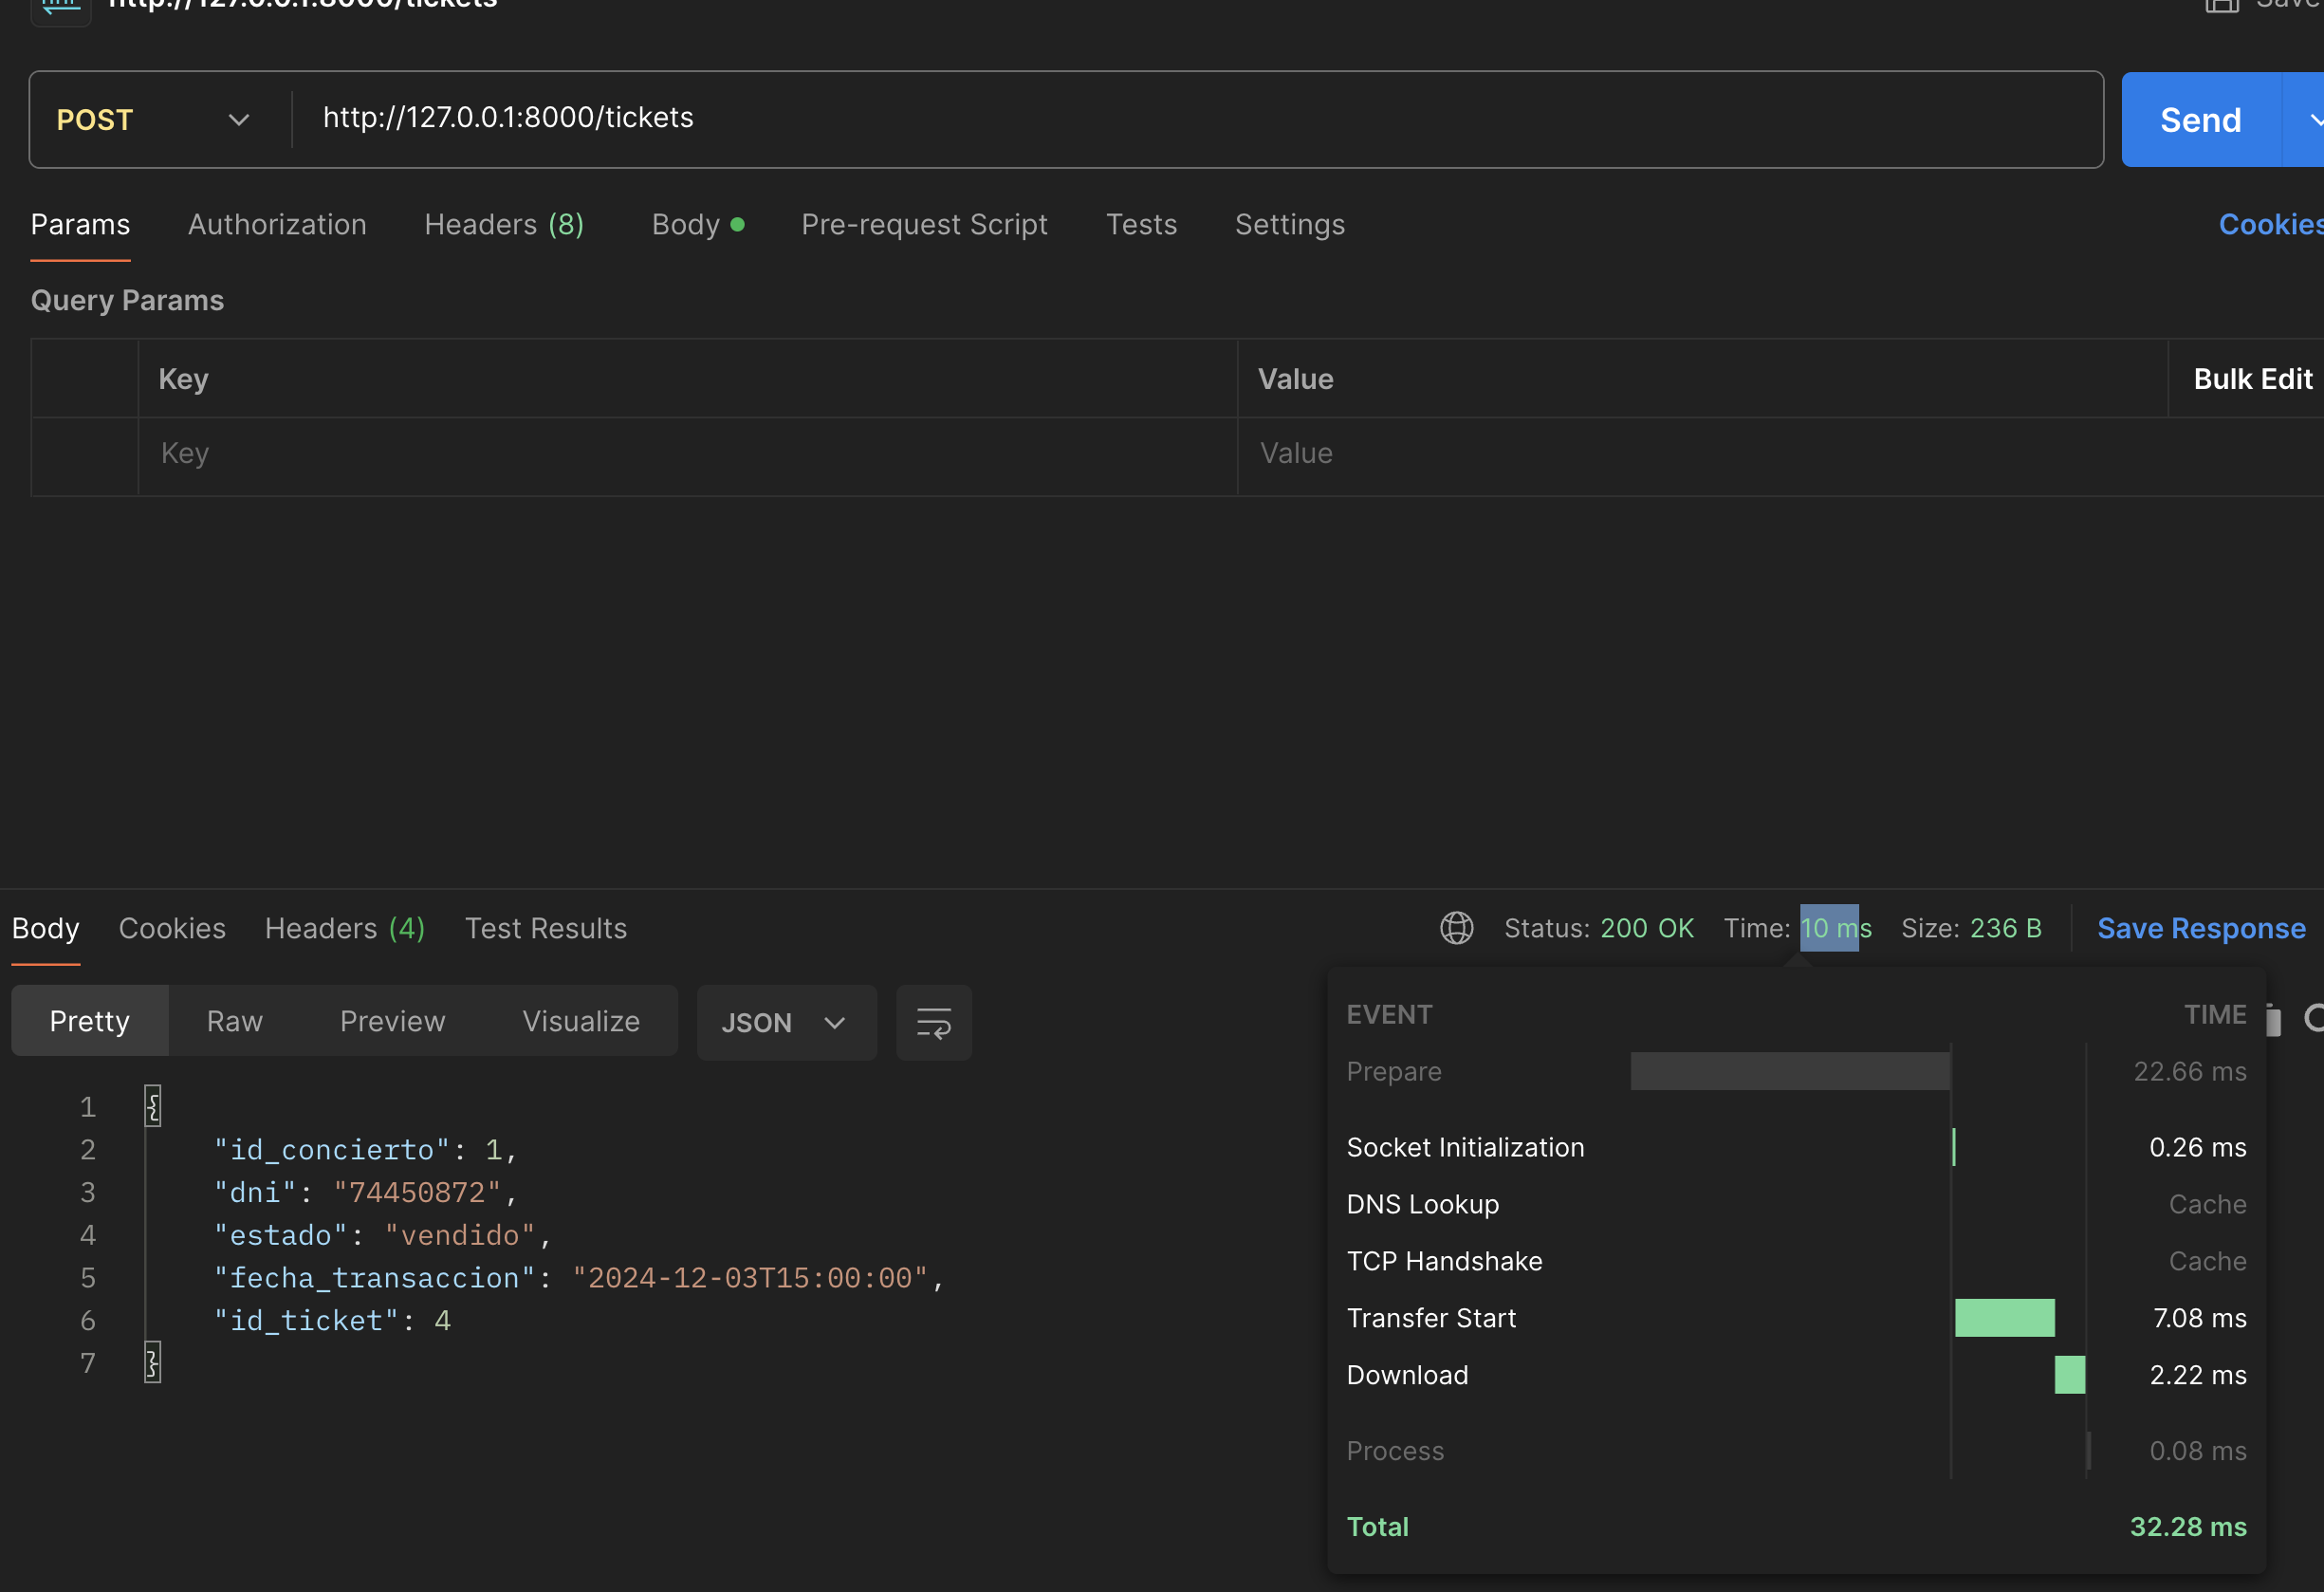 http://127.0.0.1:8000/tickets
Save
POST
http://127.0.0.1:8000/tickets
Send
Params Authorization Headers (8) Body Pre-request Script Tests Settings Cookies
Query Params
Key Value Bulk Edit
Key Value
Body Cookies Headers (4) Test Results Status: 200 OK Time: 10 ms Size: 236 B Save Response
Pretty Raw Preview Visualize JSON
EVENT TIME
Prepare 22.66 ms
Socket Initialization 0.26 ms
DNS Lookup Cache
TCP Handshake Cache
Transfer Start 7.08 ms
Download 2.22 ms
Process 0.08 ms
Total 32.28 ms
1 {
2 "id_concierto": 1,
3 "dni": "74450872",
4 "estado": "vendido",
5 "fecha_transaccion": "2024-12-03T15:00:00",
6 "id_ticket": 4
7 }